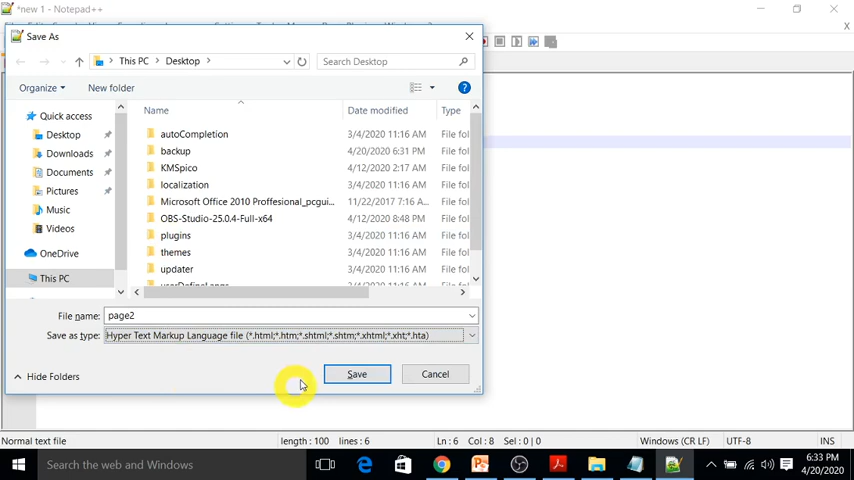 *new 1 - Notepad++
Save As
This PC > Desktop >
Search Desktop
Organize
New folder
Name
Date modified
Type
Quick access
Desktop
Downloads
Documents
Pictures
Music
Videos
OneDrive
This PC
autoCompletion 3/4/2020 11:16 AM File fol
backup 4/20/2020 6:31 PM File fol
KMSpico 4/12/2020 2:17 AM File fol
localization 3/4/2020 11:16 AM File fol
Microsoft Office 2010 Proffesional_pcgui... 11/22/2017 7:16 A... File fol
OBS-Studio-25.0.4-Full-x64 4/12/2020 8:48 PM File fol
plugins 3/4/2020 11:16 AM File fol
themes 3/4/2020 11:16 AM File fol
updater 3/4/2020 11:16 AM File fol
File name: page2
Save as type: Hyper Text Markup Language file (*.html;*.htm;*.shtml;*.shtm;*.xhtml;*.xht;*.hta)
Hide Folders
Save
Cancel
Normal text file
length : 100 lines : 6
Ln : 6 Col : 8 Sel : 0 | 0
Windows (CR LF)
UTF-8
INS
Search the web and Windows
6:33 PM
4/20/2020